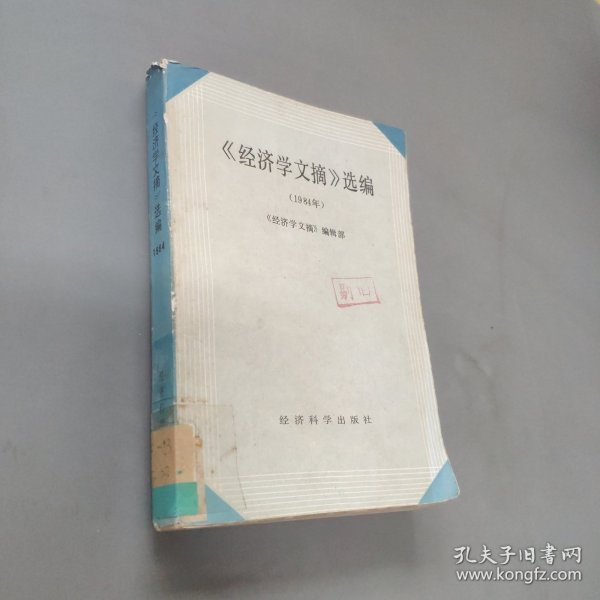 《经济学文摘》选编
(1984年)
《经济学文摘》编辑部
经济科学出版社
《经济学文摘》选编
1984
孔夫子旧书网
www.kongfz.com